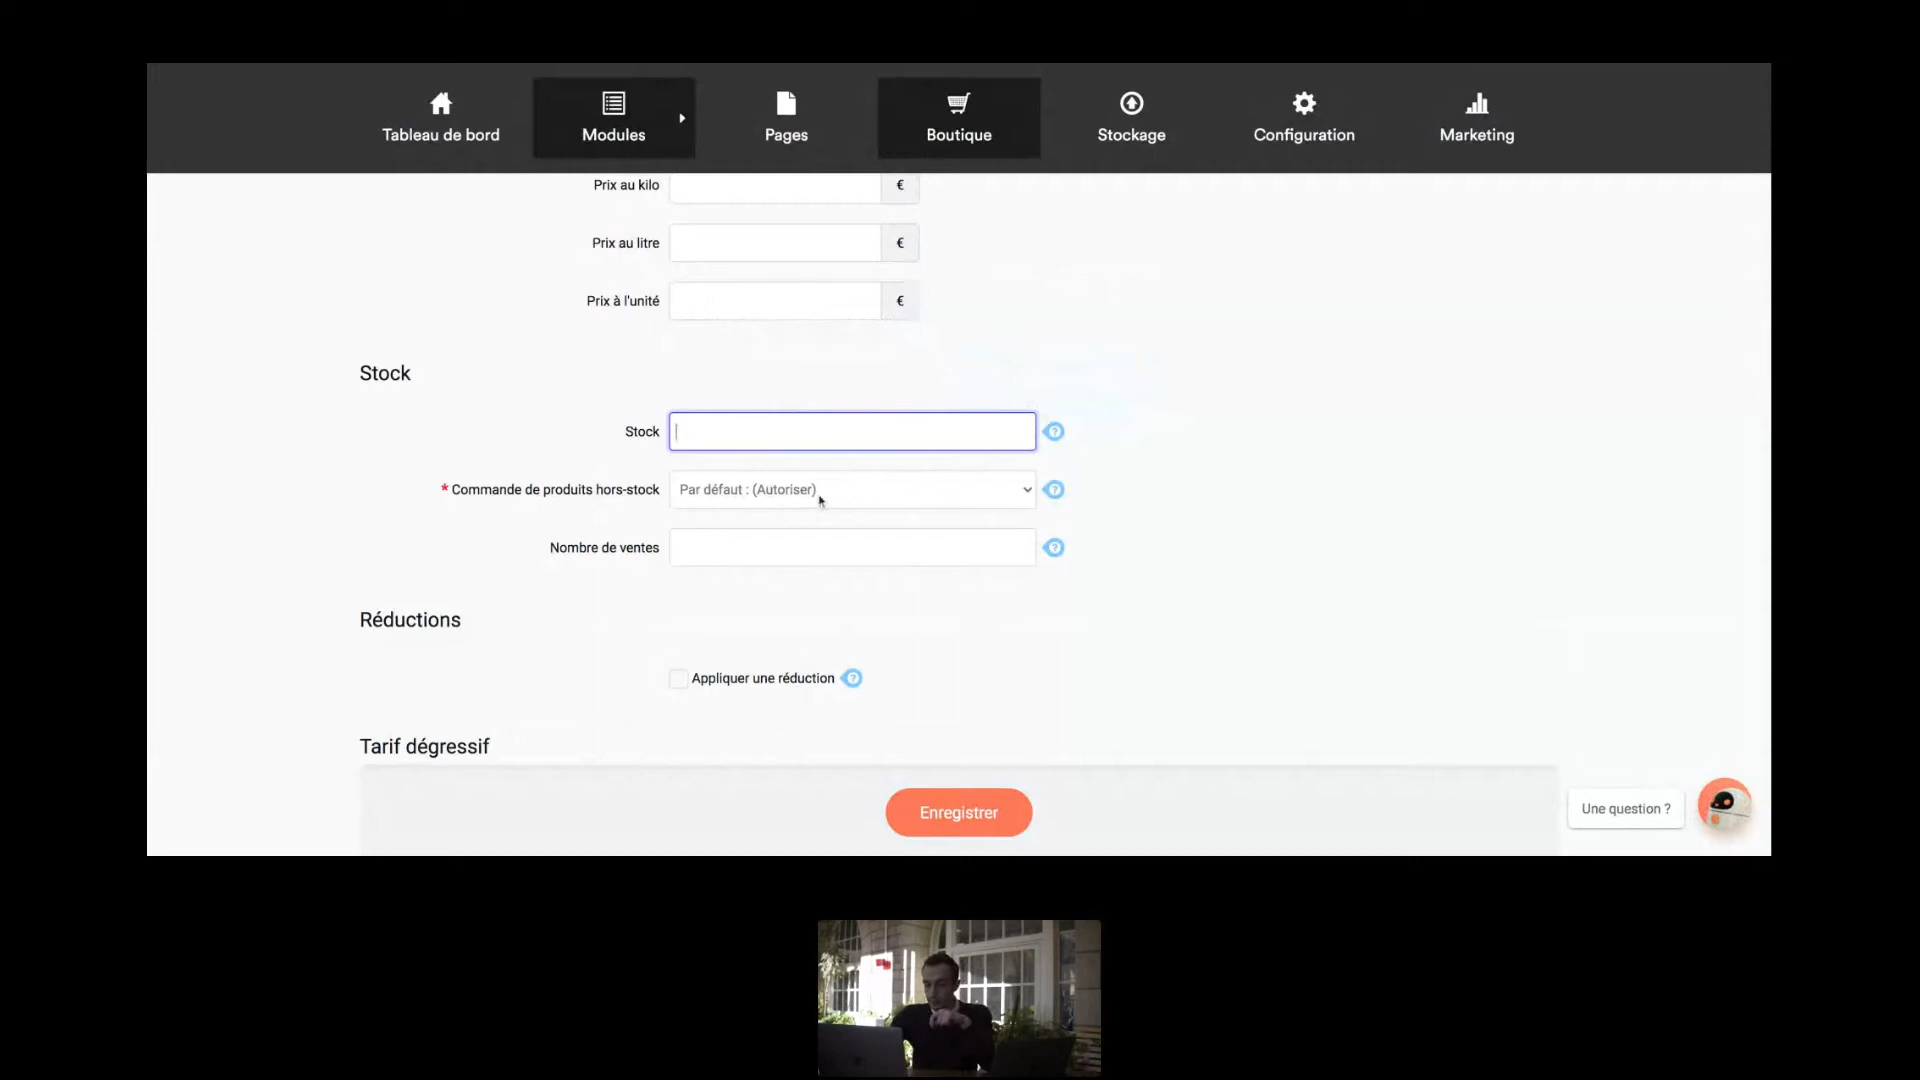 Tableau de bord
Modules
Pages
Boutique
Stockage
Configuration
Marketing
Prix au kilo €
Prix au litre €
Prix à l'unité €
Stock
Stock ?
* Commande de produits hors-stock Par défaut : (Autoriser) ?
Nombre de ventes ?
Réductions
Appliquer une réduction ?
Tarif dégressif
Enregistrer
Une question ?